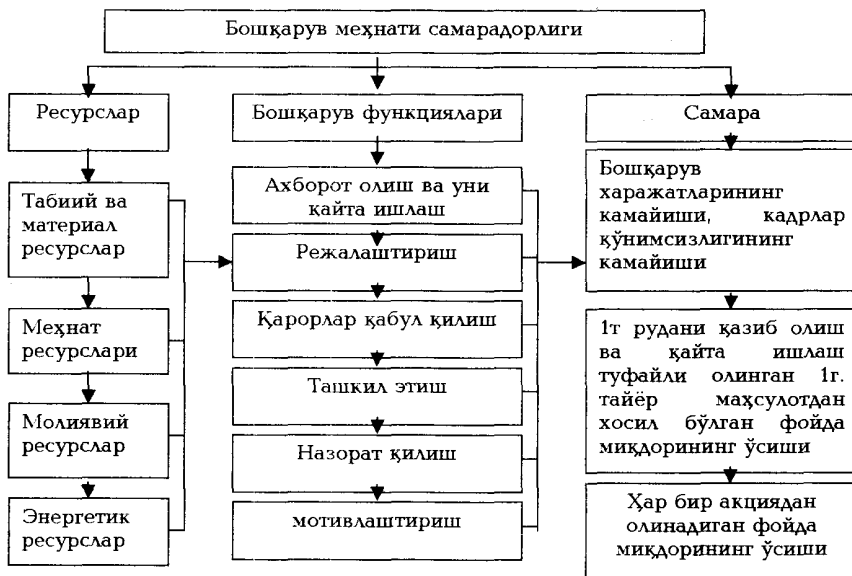 Бошқарув меҳнати самарадорлиги
Ресурслар
Бошқарув функциялари
Самара
Табиий ва
материал
ресурслар
Меҳнат
ресурслари
Молиявий
ресурслар
Энергетик
ресурслар
Ахборот олиш ва уни
қайта ишлаш
Режалаштириш
Қарорлар қабул қилиш
Ташкил этиш
Назорат қилиш
мотивлаштириш
Бошқарув
харажатларининг
камайиши, кадрлар
қўнимсизлигининг
камайиши
1т рудани қазиб олиш
ва қайта ишлаш
туфайли олинган 1г.
тайёр маҳсулотдан
хосил бўлган фойда
миқдорининг ўсиши
Ҳар бир акциядан
олинадиган фойда
миқдорининг ўсиши